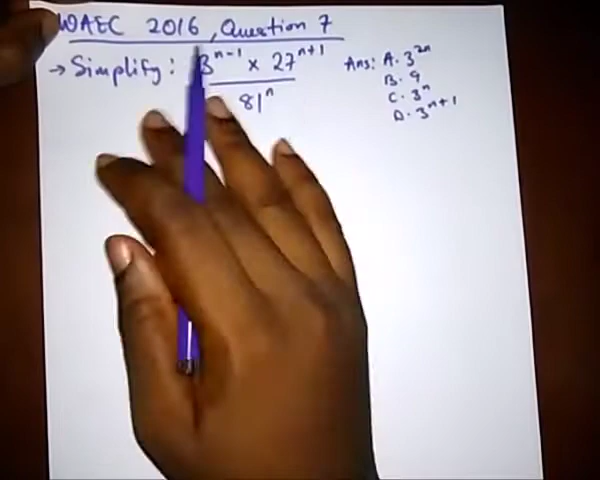 WAEC 2016, Question 7
→ Simplify: 3^{n-1} × 27^{n+1} / 81^n
Ans: A. 3^{2n}
B. 9
C. 3^n
D. 3^{n+1}